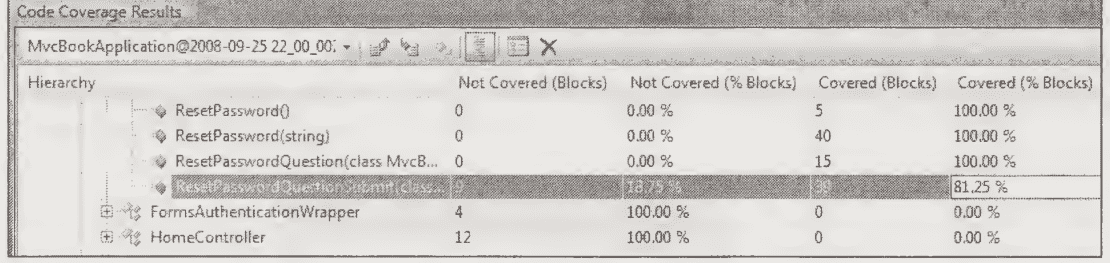 Code Coverage Results
MvcBookApplication@2008-09-25 22_00_00;
Hierarchy Not Covered (Blocks) Not Covered (% Blocks) Covered (Blocks) Covered (% Blocks)
ResetPassword() 0 0.00 % 5 100.00 %
ResetPassword(string) 0 0.00 % 40 100.00 %
ResetPasswordQuestion(class MvcB... 0 0.00 % 15 100.00 %
ResetPasswordQuestionSubmit(class... 9 18.75 % 39 81.25 %
FormsAuthenticationWrapper 4 100.00 % 0 0.00 %
HomeController 12 100.00 % 0 0.00 %